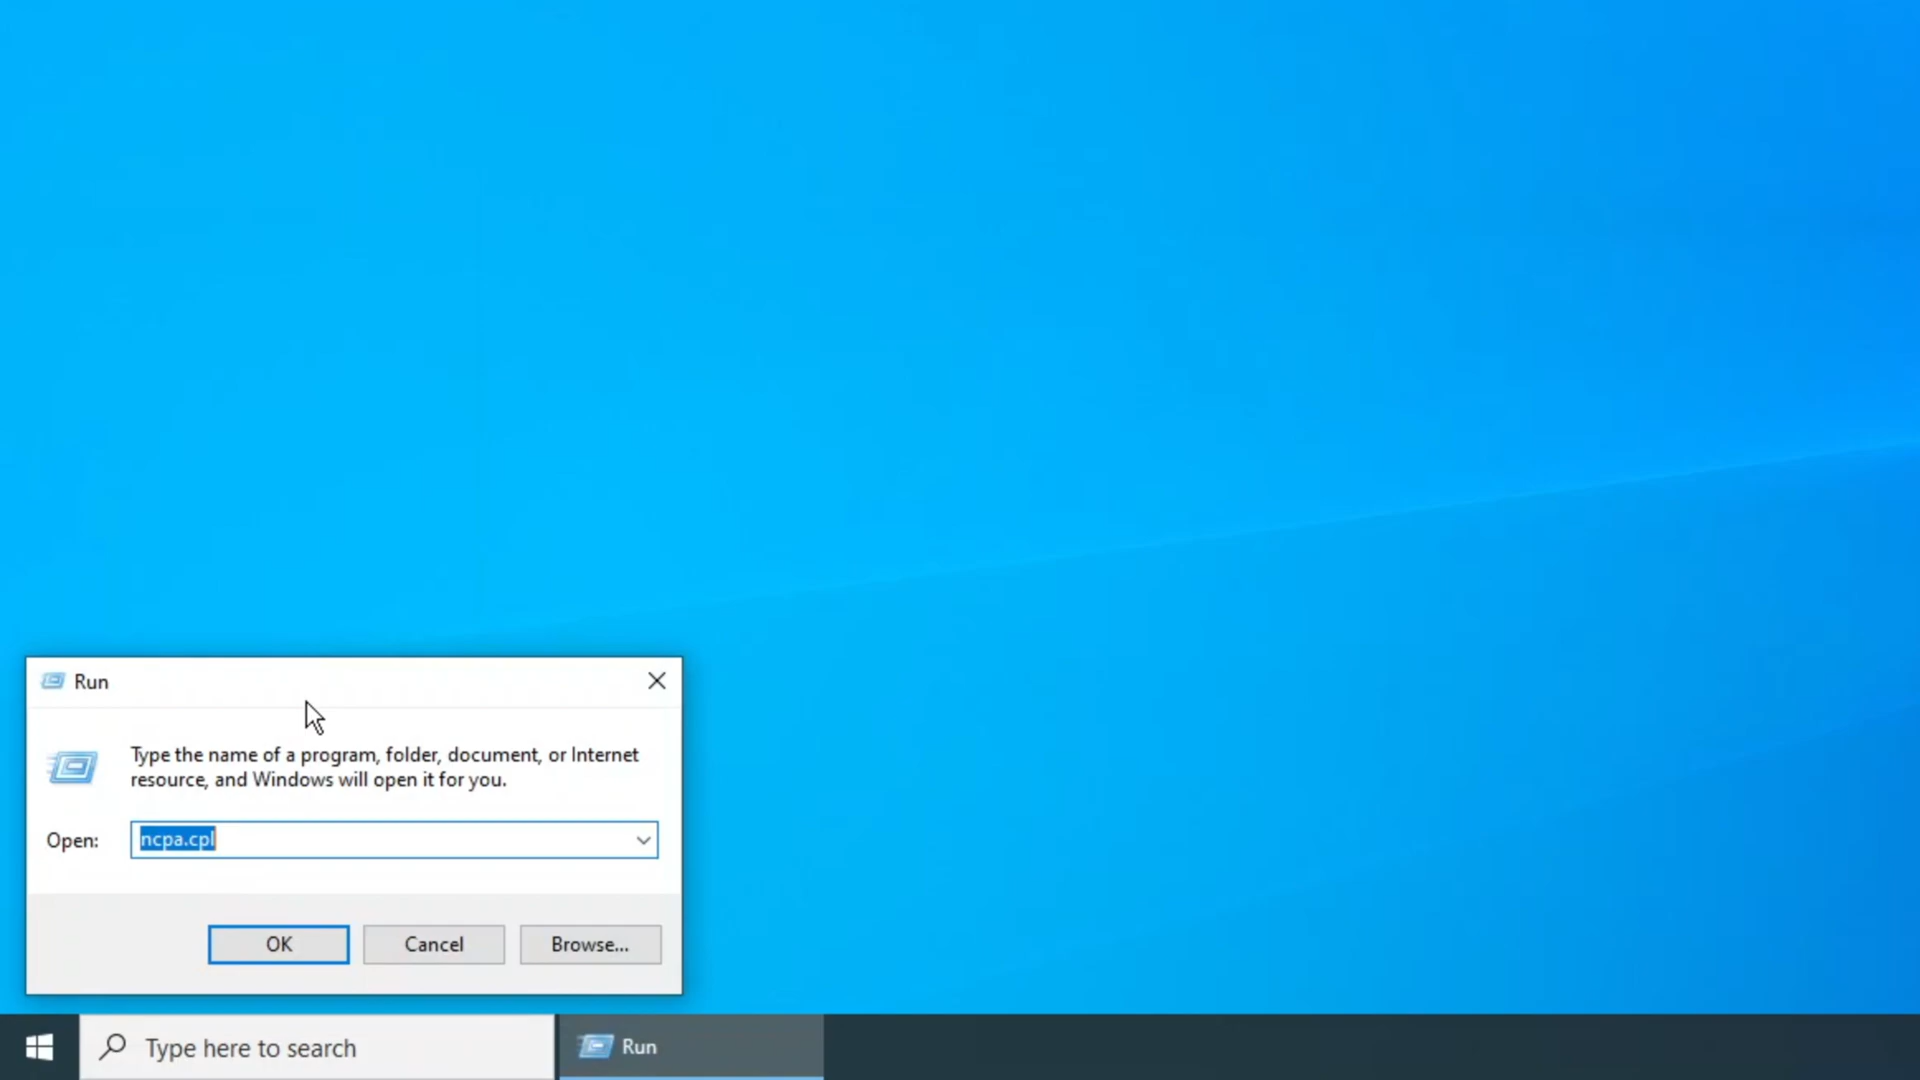 Run
Type the name of a program, folder, document, or Internet
resource, and Windows will open it for you.
Open: ncpa.cpl
OK Cancel Browse...
Type here to search Run